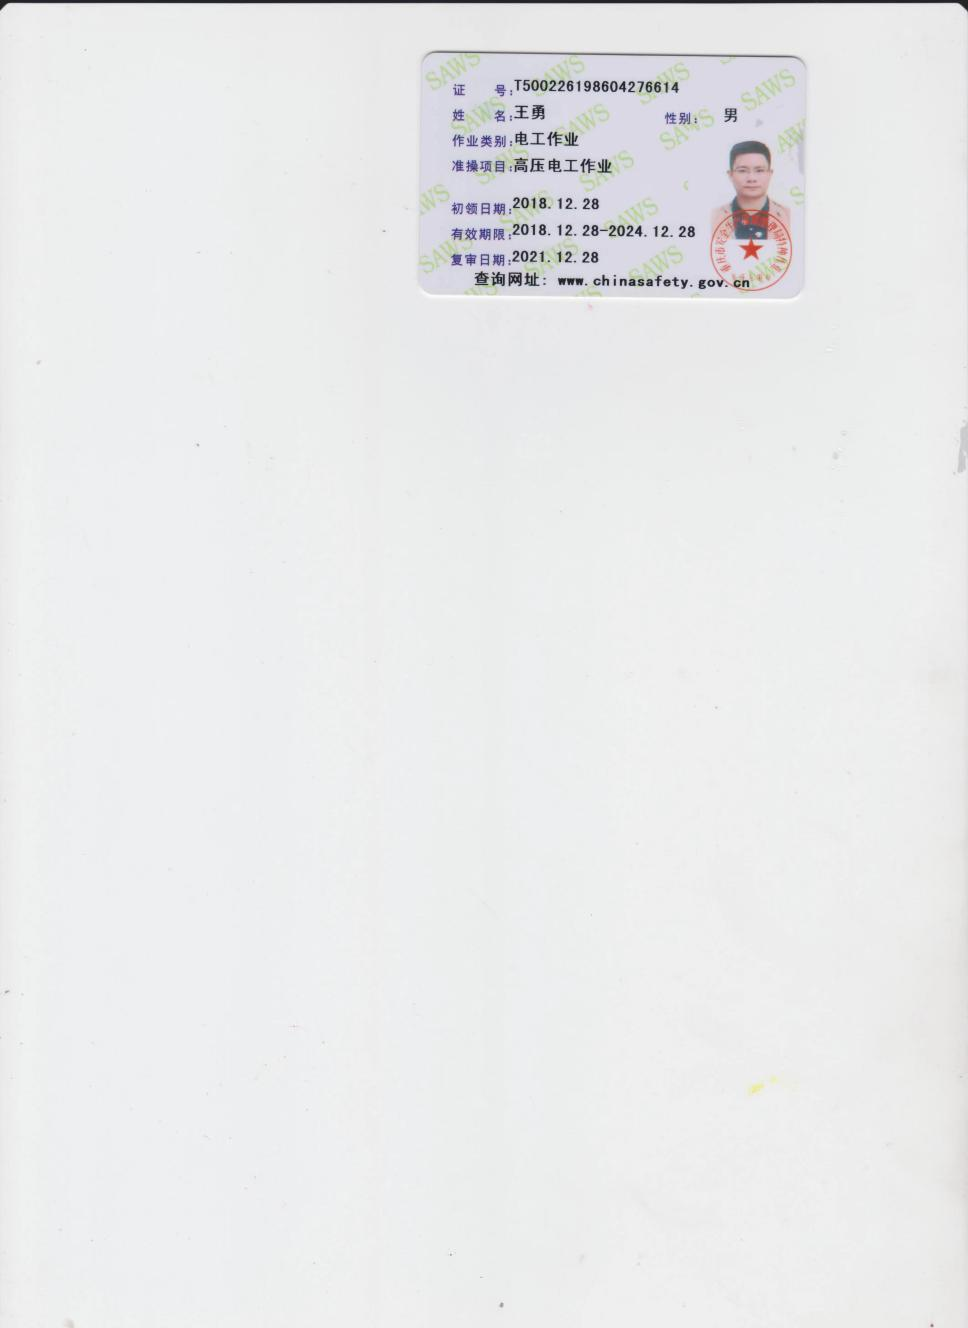 证 号:T500226198604276614
姓 名:王勇 性别: 男
作业类别:电工作业
准操项目:高压电工作业
初领日期:2018.12.28
有效期限:2018.12.28-2024.12.28
复审日期:2021.12.28
查询网址: www.chinasafety.gov.cn
SAWS